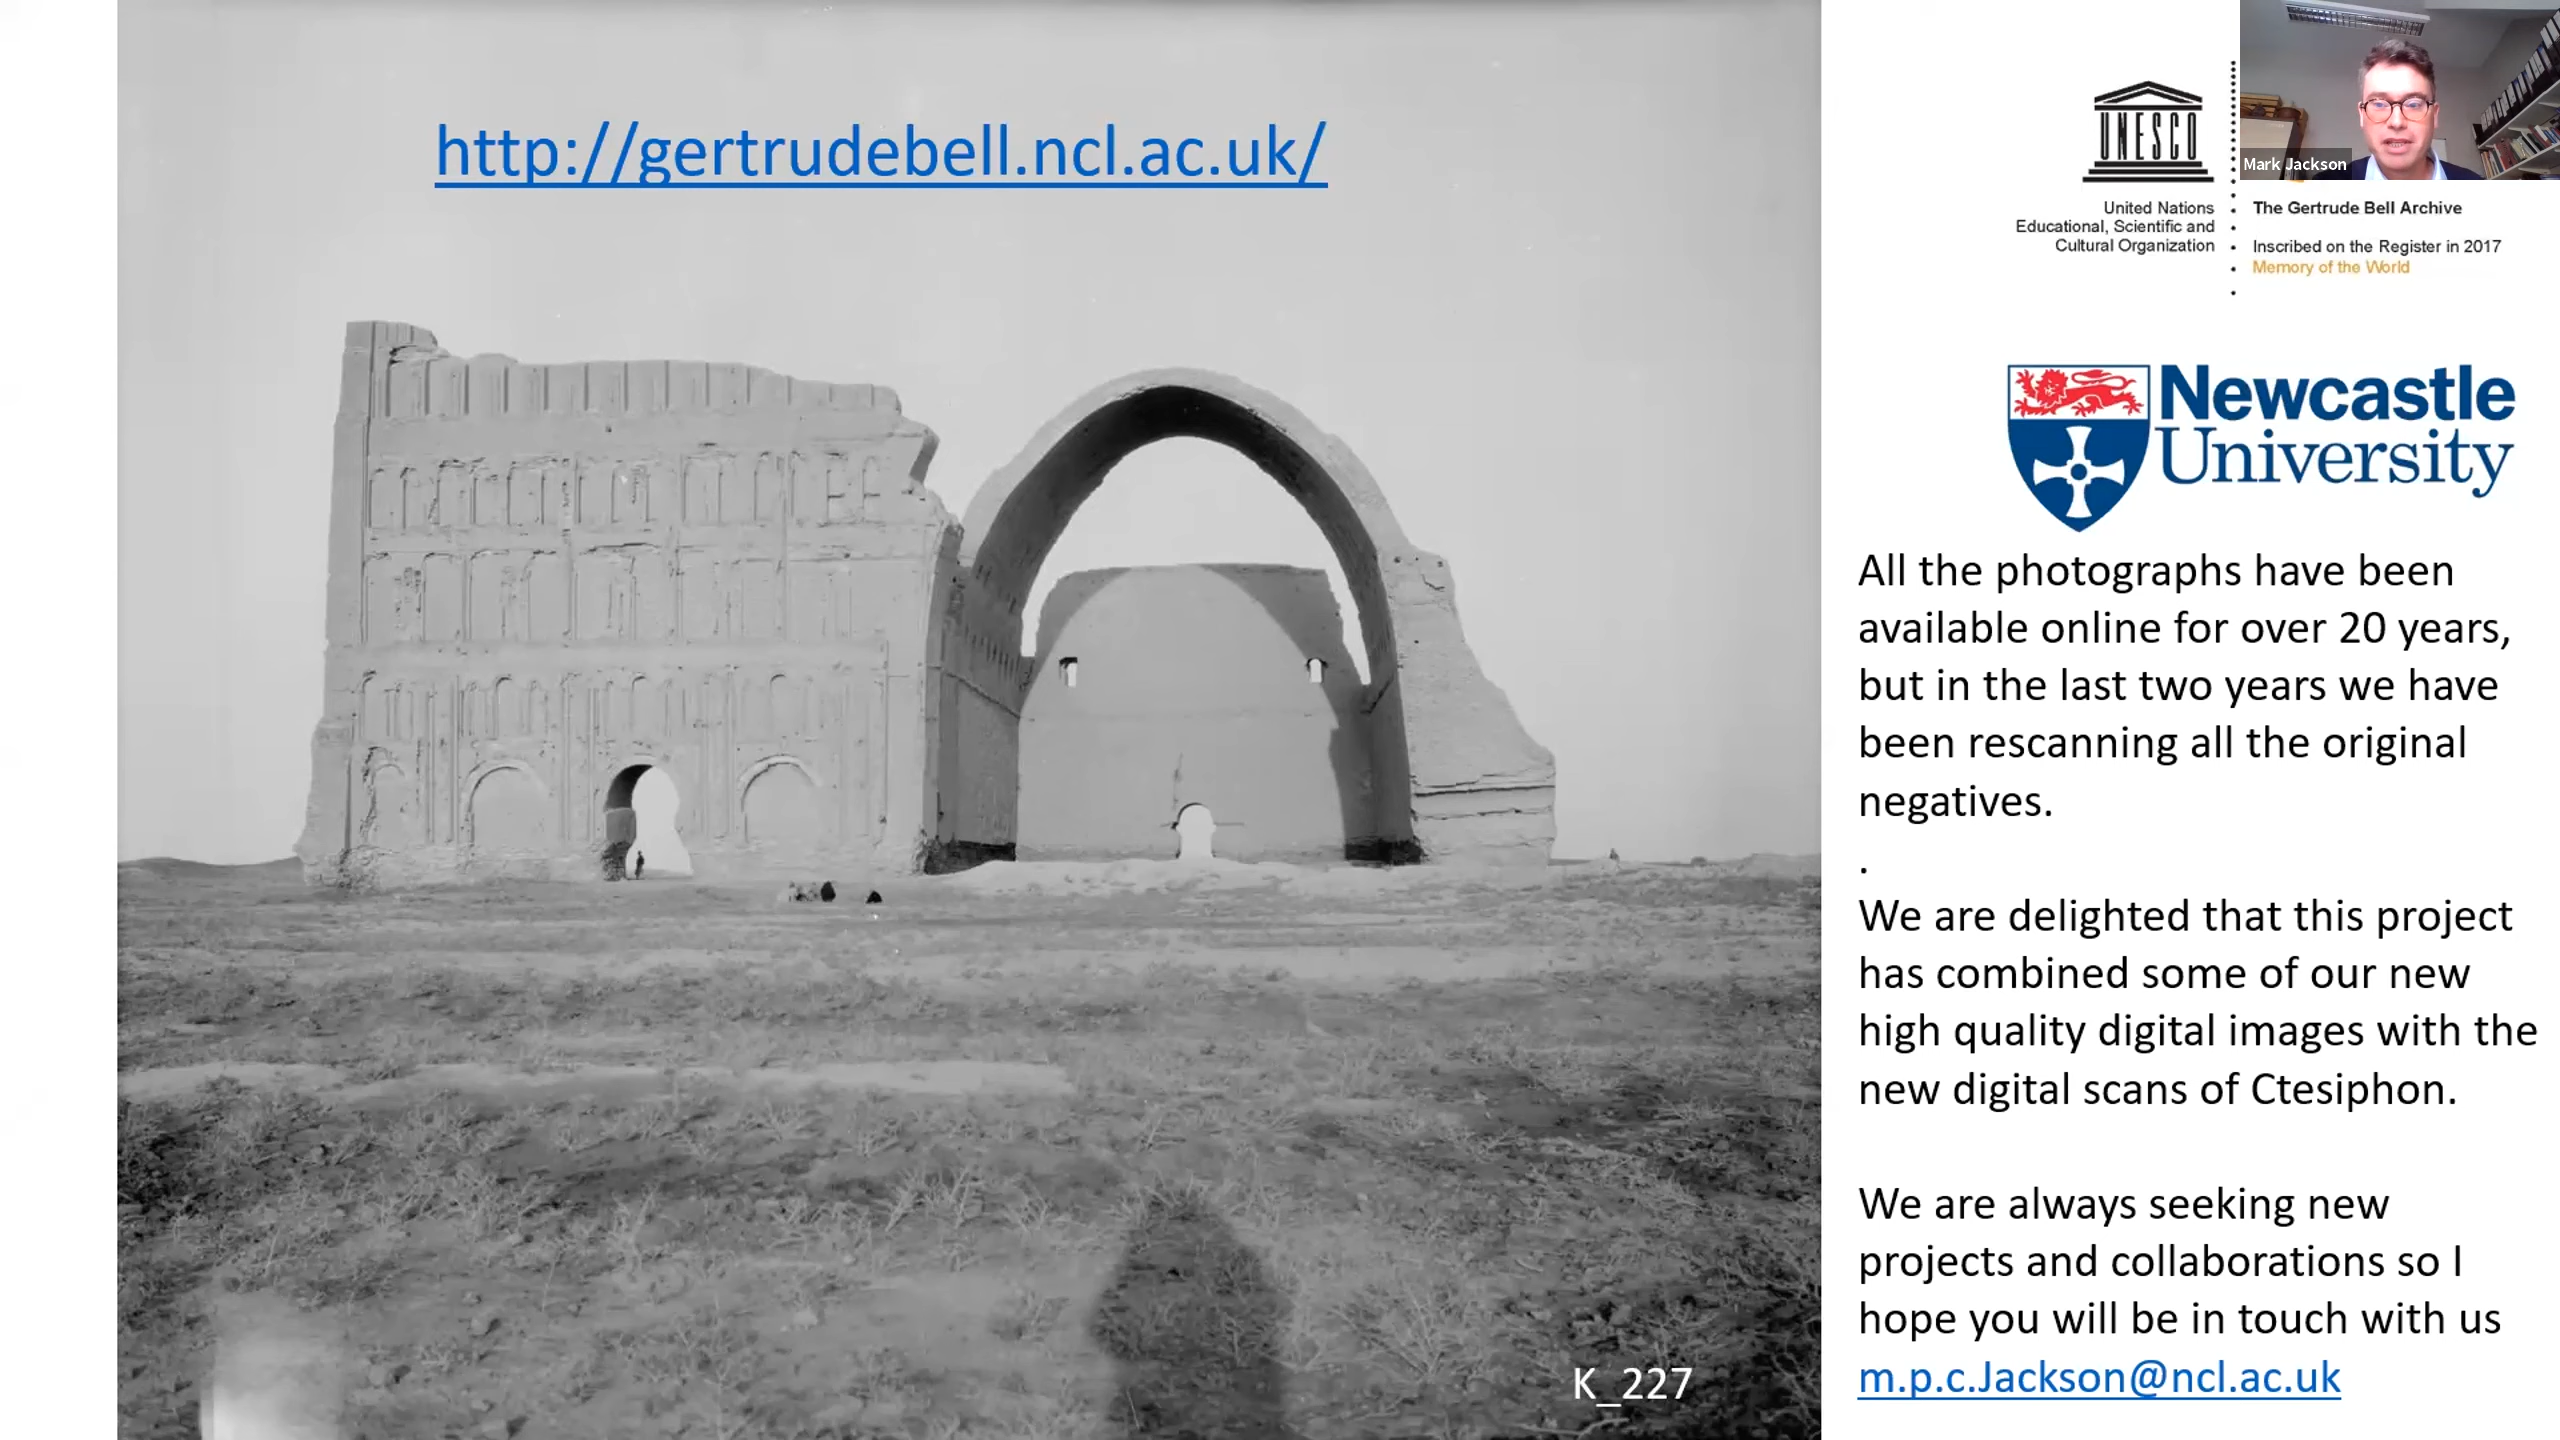 http://gertrudebell.ncl.ac.uk/
K_227
UNESCO
United Nations
Educational, Scientific and
Cultural Organization
Mark Jackson
The Gertrude Bell Archive
Inscribed on the Register in 2017
Memory of the World
Newcastle
University
All the photographs have been
available online for over 20 years,
but in the last two years we have
been rescanning all the original
negatives.
.
We are delighted that this project
has combined some of our new
high quality digital images with the
new digital scans of Ctesiphon.
We are always seeking new
projects and collaborations so I
hope you will be in touch with us
m.p.c.Jackson@ncl.ac.uk